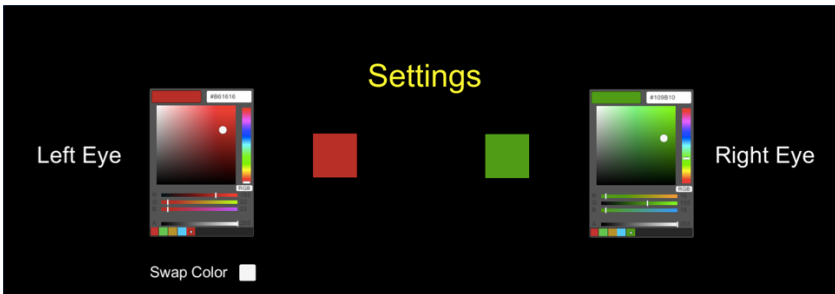 Settings
Left Eye
#B61616
RGB
#109B10
RGB
Right Eye
Swap Color